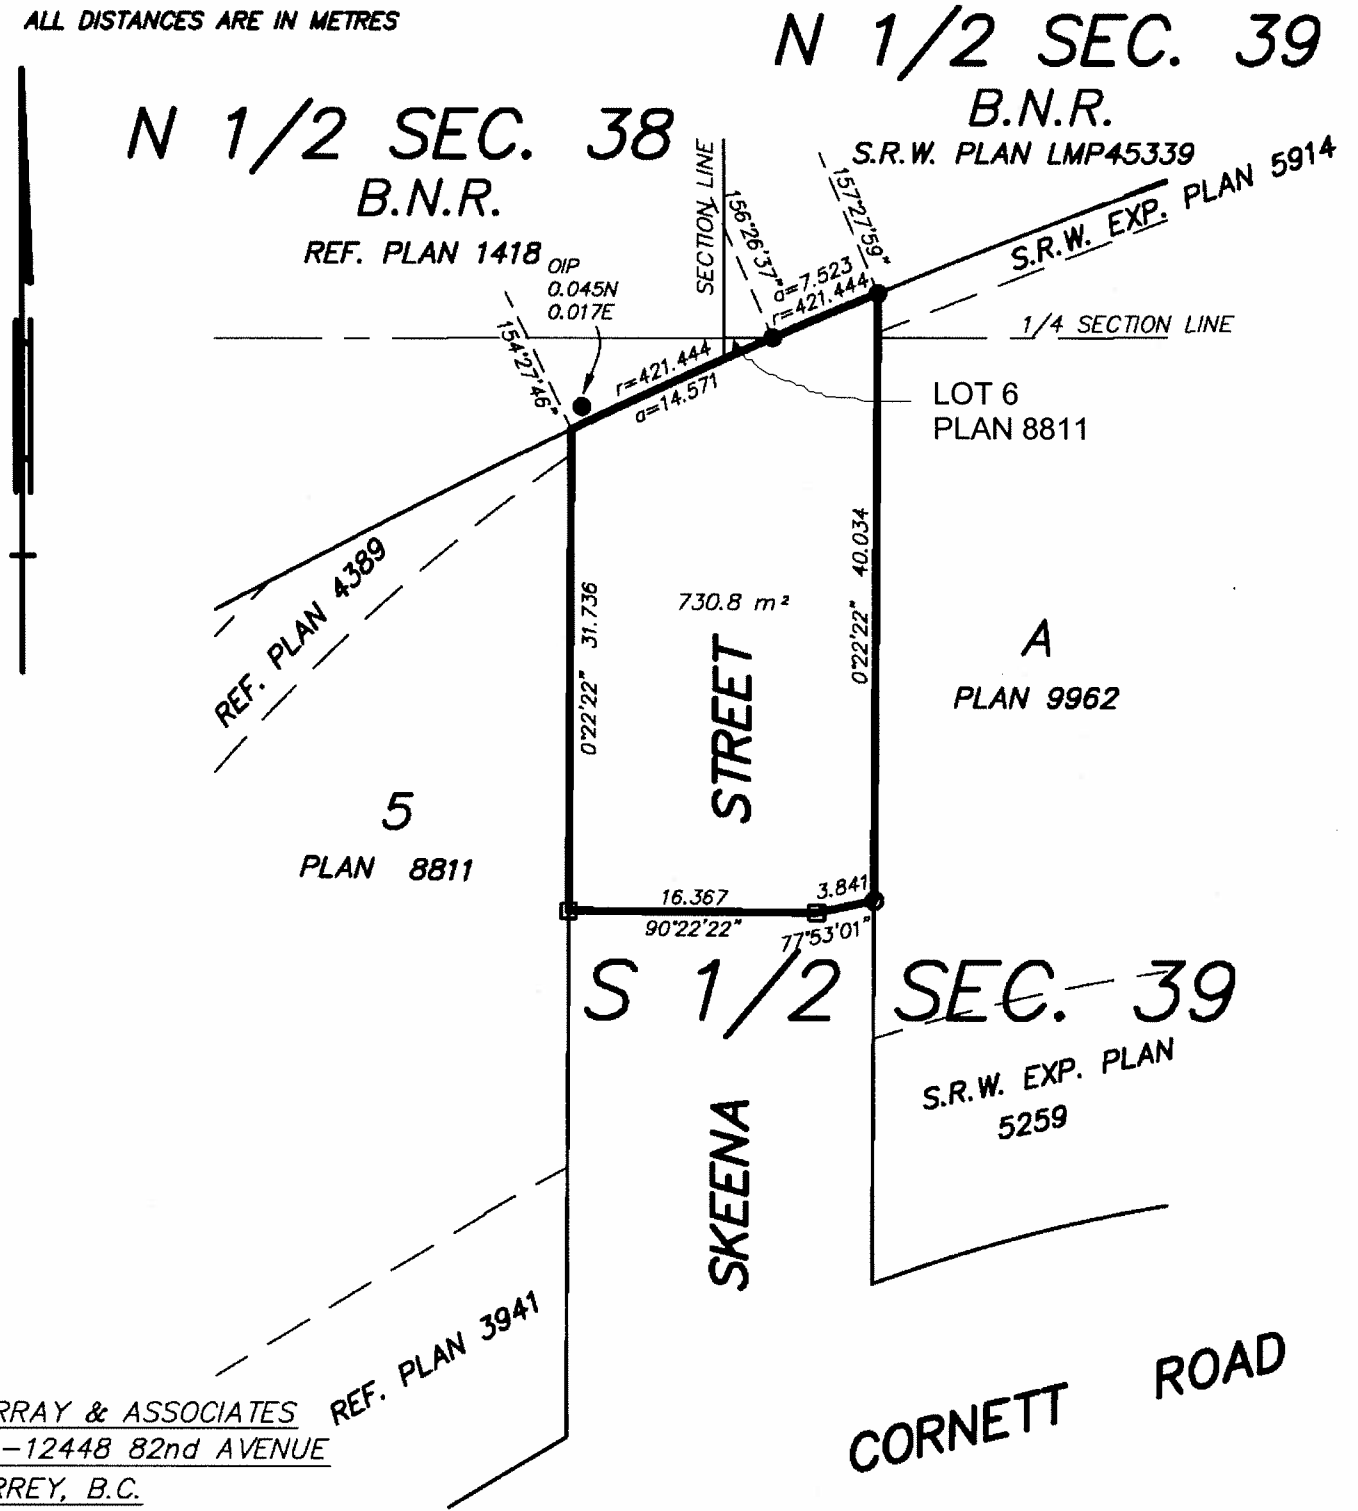 ALL DISTANCES ARE IN METRES
N 1/2 SEC. 39
B.N.R.
S.R.W. PLAN LMP45339
N 1/2 SEC. 38
B.N.R.
REF. PLAN 1418
OIP
0.045N
0.017E
SECTION LINE
156°26'37"
157°27'59"
S.R.W. EXP. PLAN 5914
a=7.523
r=421.444
1/4 SECTION LINE
154°27'46"
r=421.444
a=14.571
LOT 6
PLAN 8811
REF. PLAN 4389
0°22'22" 31.736
730.8 m²
0°22'22" 40.034
A
PLAN 9962
STREET
5
PLAN 8811
16.367
90°22'22"
3.841
77°53'01"
S 1/2 SEC. 39
S.R.W. EXP. PLAN
5259
SKEENA
REF. PLAN 3941
CORNETT ROAD
RRAY & ASSOCIATES
-12448 82nd AVENUE
RREY, B.C.